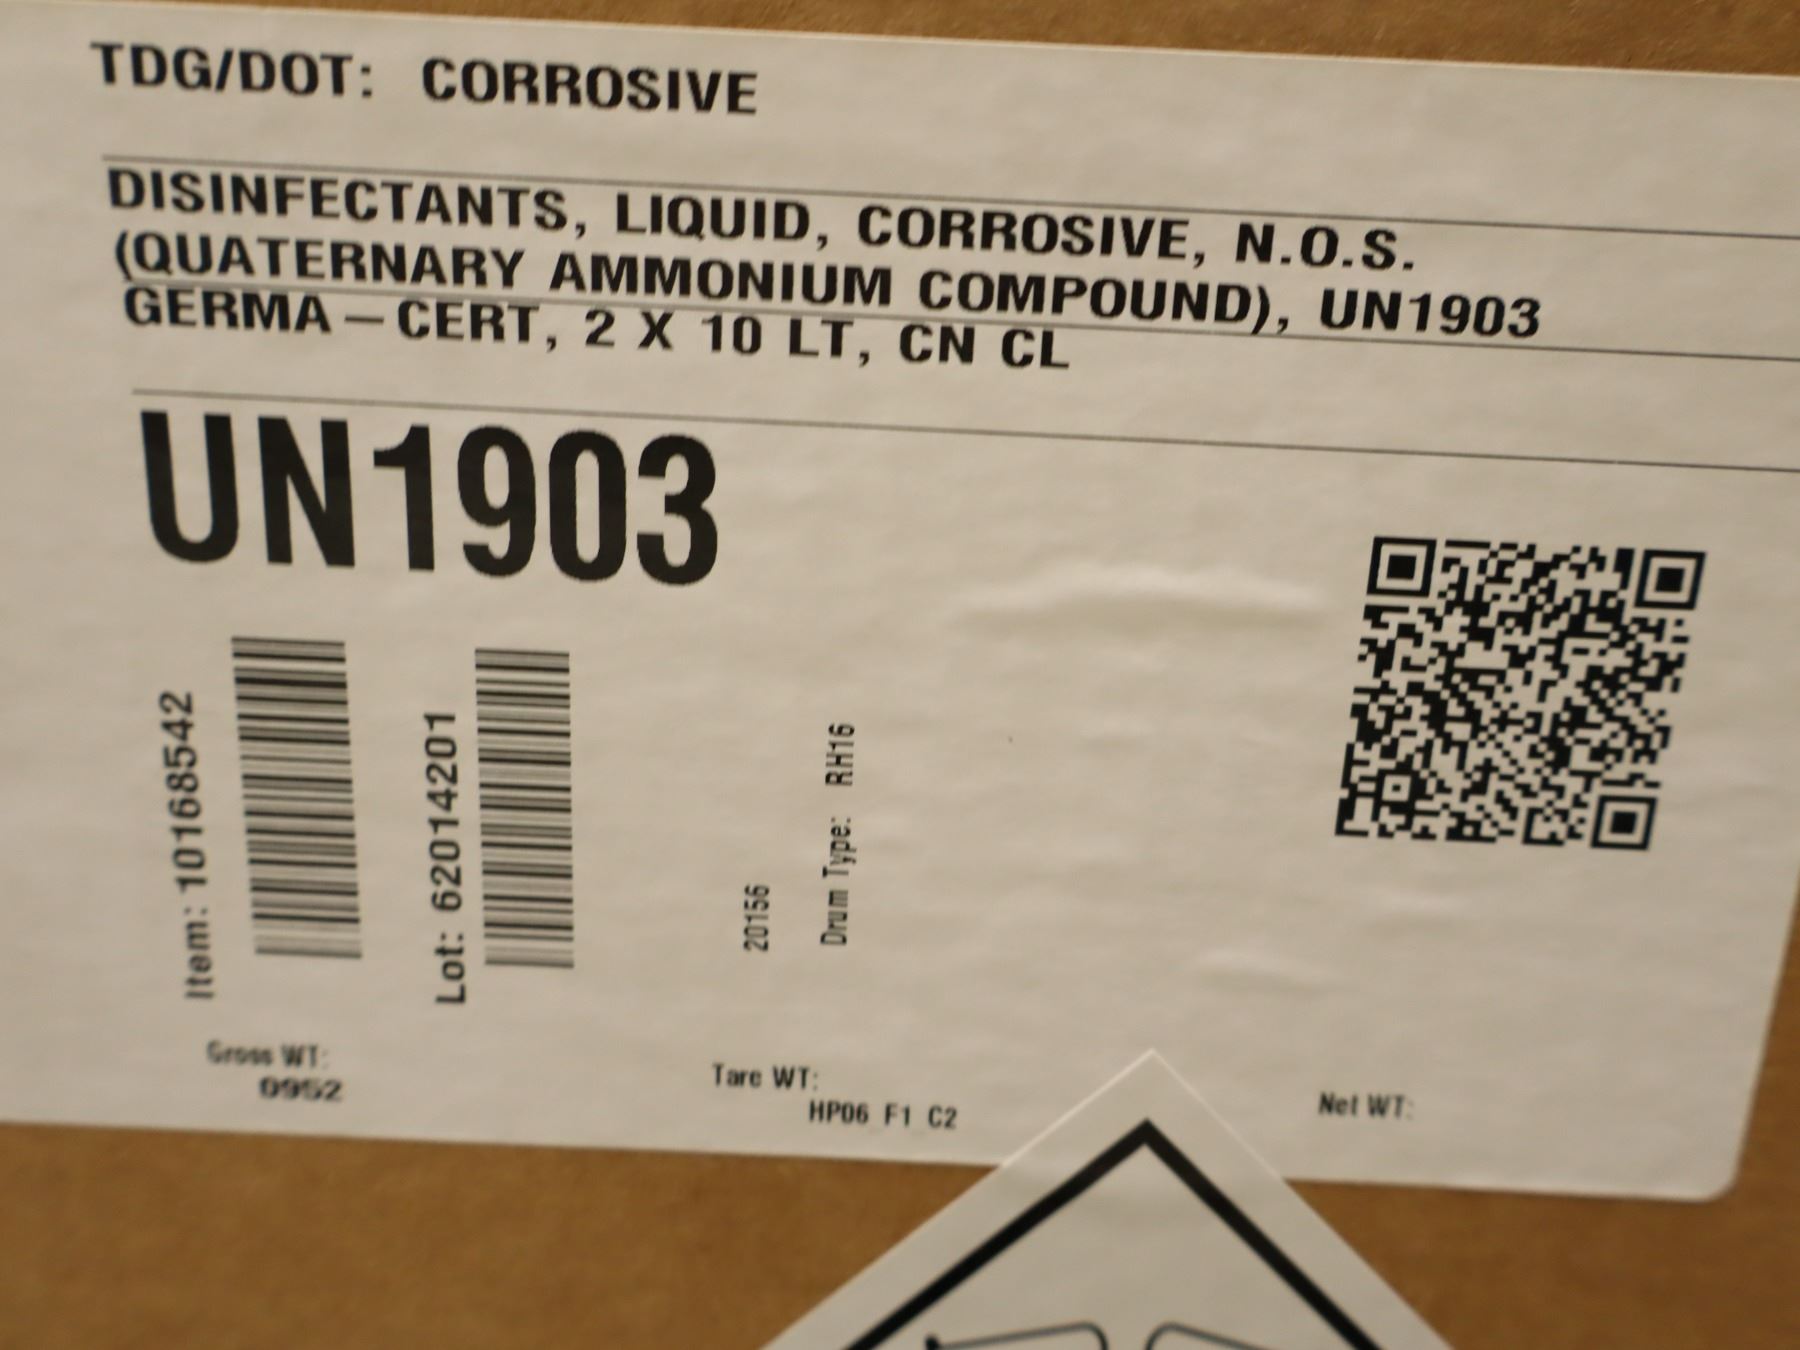 TDG/DOT: CORROSIVE
DISINFECTANTS, LIQUID, CORROSIVE, N.O.S.
(QUATERNARY AMMONIUM COMPOUND), UN1903
GERMA-CERT, 2 X 10 LT, CN CL
UN1903
Item: 10168542
Lot: 62014201
20156
Drum Type: RH16
Gross WT:
0952
Tare WT:
HP06 F1 C2
Net WT: